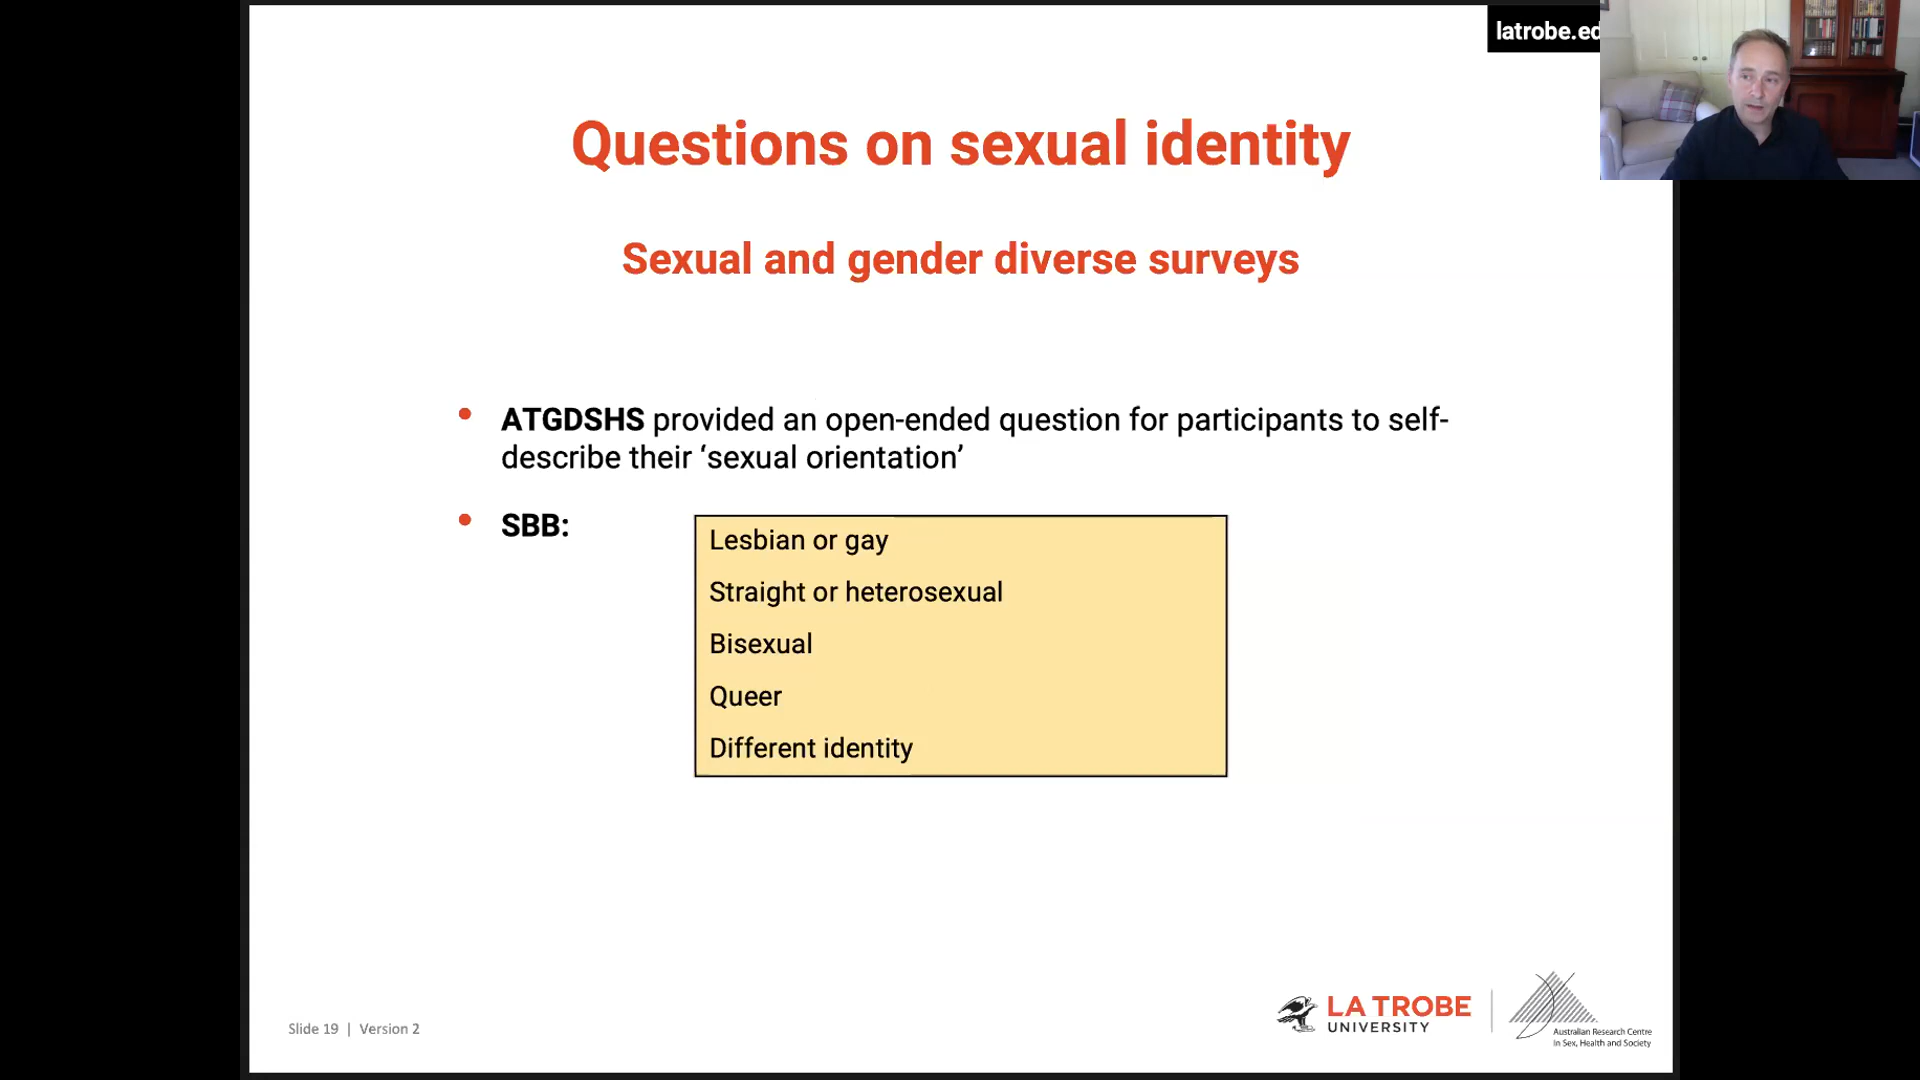 latrobe.ed
Questions on sexual identity
Sexual and gender diverse surveys
• ATGDSHS provided an open-ended question for participants to self-
describe their ‘sexual orientation’
• SBB:
Lesbian or gay
Straight or heterosexual
Bisexual
Queer
Different identity
Slide 19 | Version 2
LA TROBE
UNIVERSITY
Australian Research Centre
in Sex, Health and Society